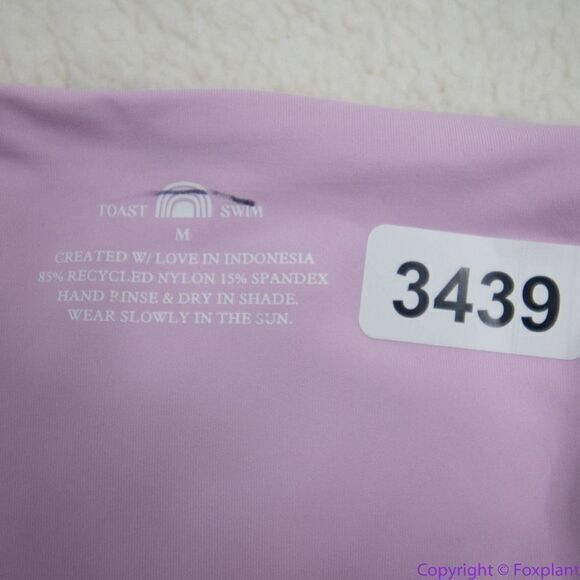 TOAST SWIM
M
CREATED W/ LOVE IN INDONESIA
85% RECYCLED NYLON 15% SPANDEX
HAND RINSE & DRY IN SHADE.
WEAR SLOWLY IN THE SUN.
3439
Copyright © Foxplant